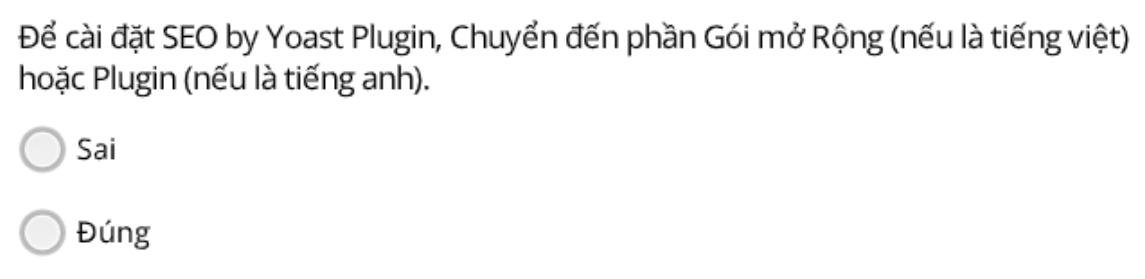 Để cài đặt SEO by Yoast Plugin, Chuyển đến phần Gói mở Rộng (nếu là tiếng việt)
hoặc Plugin (nếu là tiếng anh).
Sai
Đúng